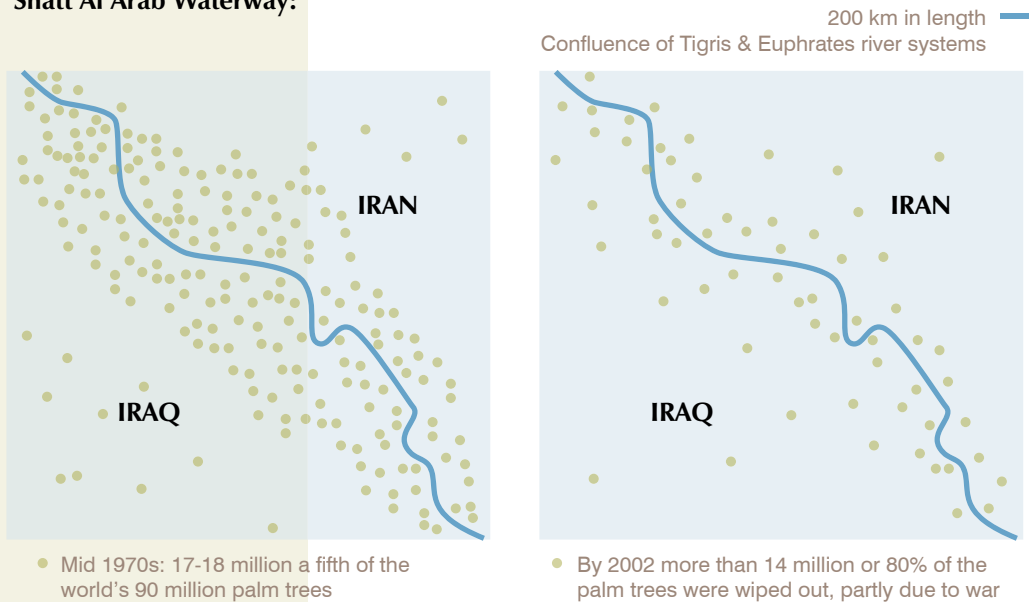 Shatt Al Arab Waterway:
200 km in length
Confluence of Tigris & Euphrates river systems
IRAN
IRAQ
Mid 1970s: 17-18 million a fifth of the
world's 90 million palm trees
IRAN
IRAQ
By 2002 more than 14 million or 80% of the
palm trees were wiped out, partly due to war